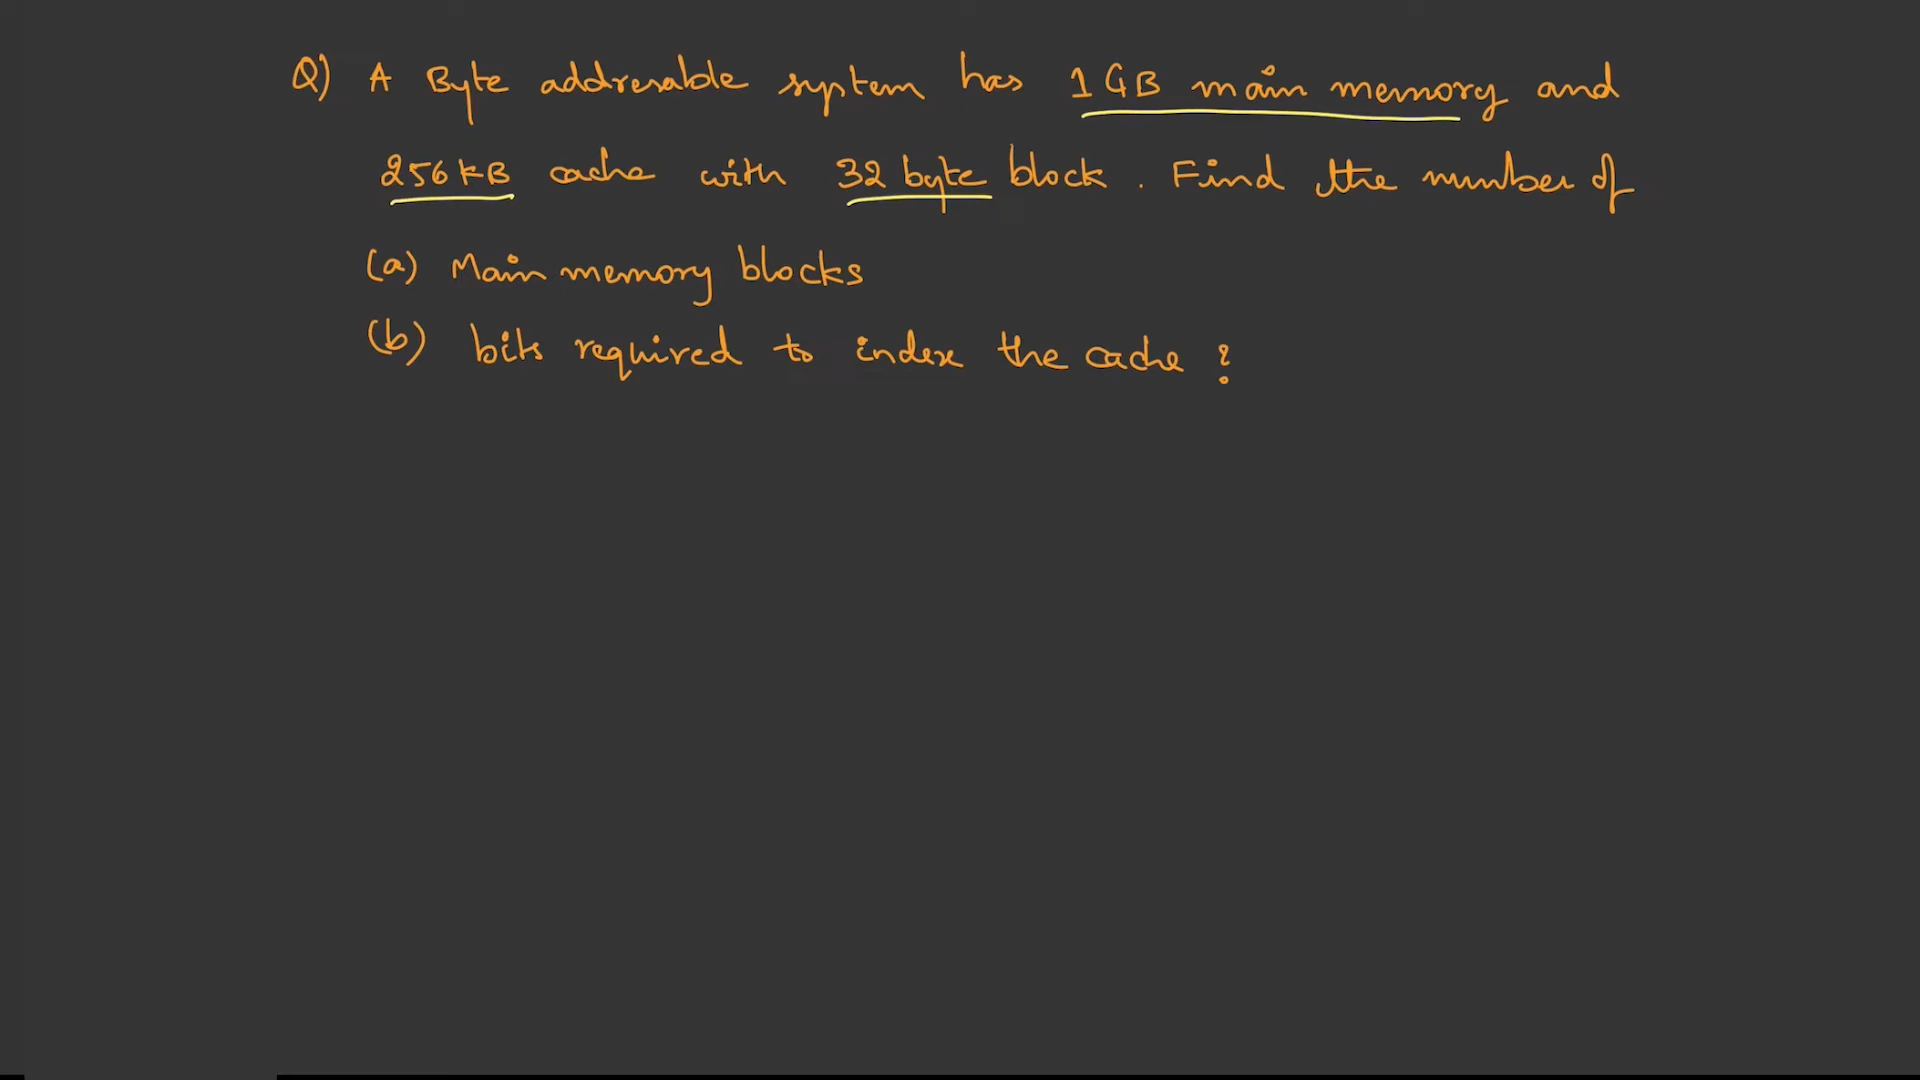 Q) A Byte addressable system has 1 GB main memory and
256 KB cache with 32 byte block. Find the number of
(a) Main memory blocks
(b) bits required to index the cache ?